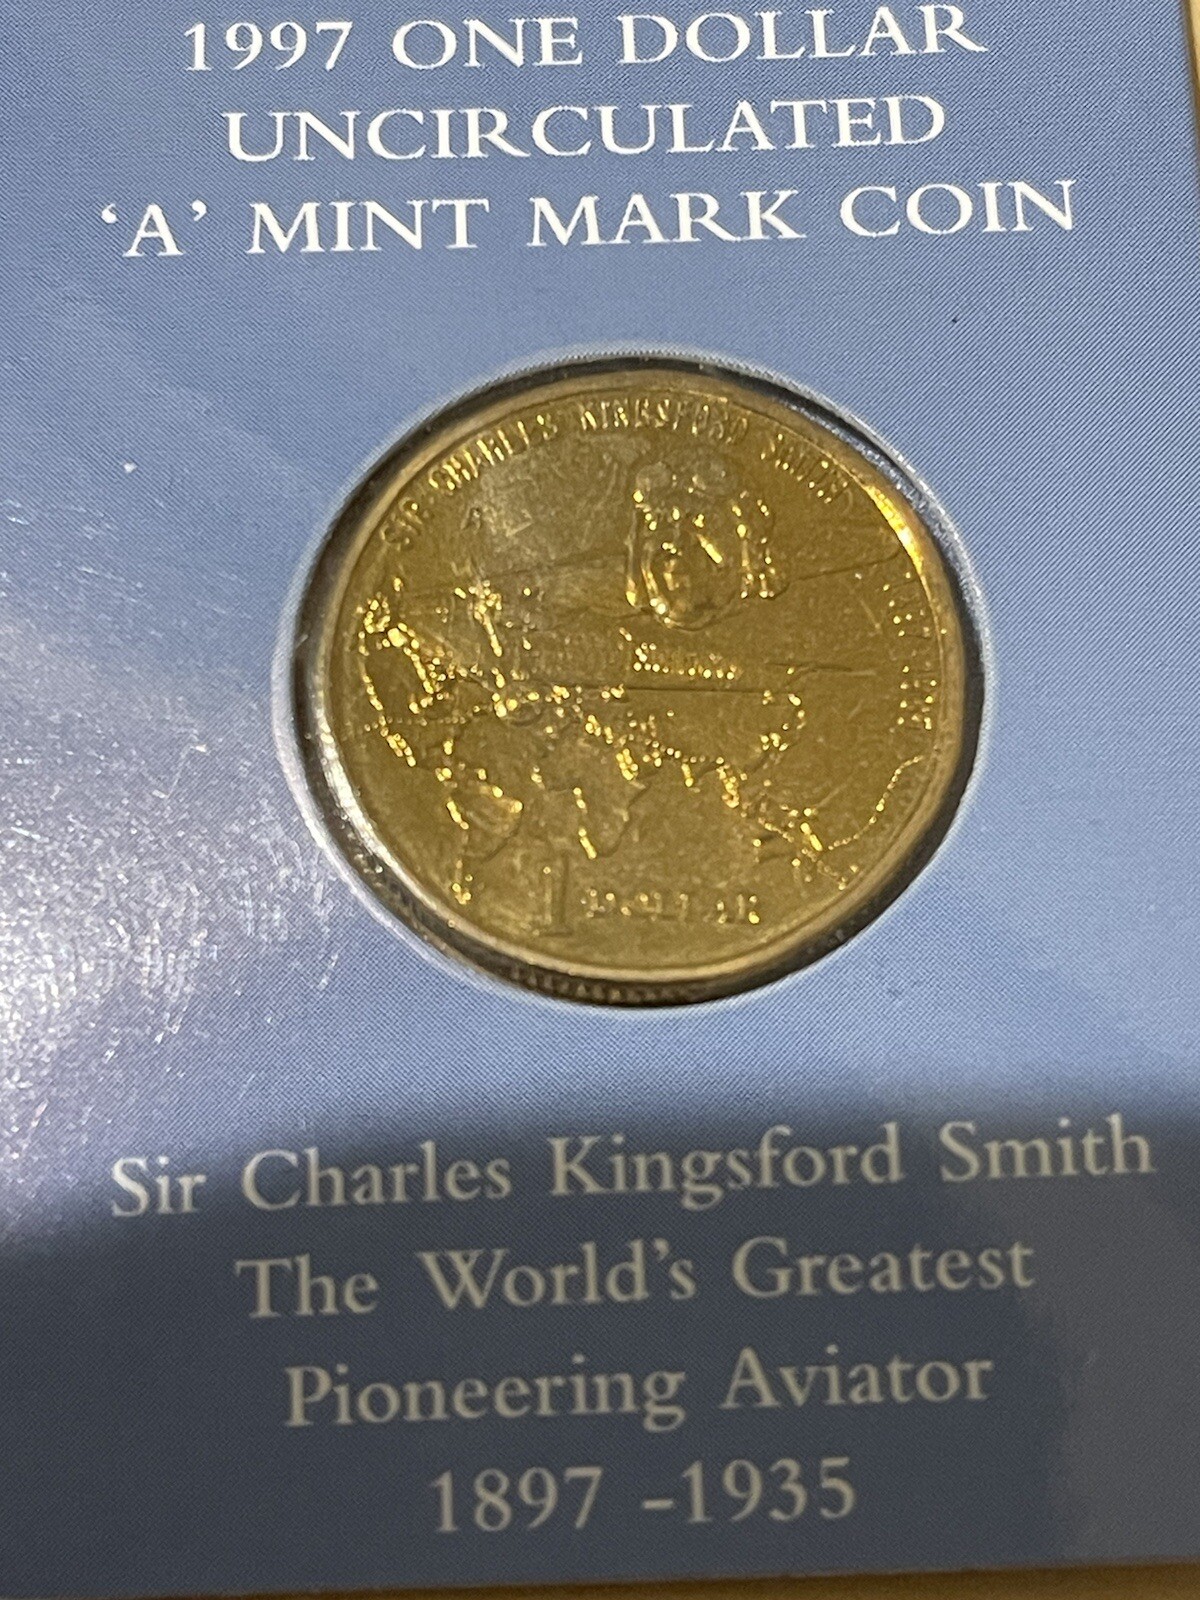 1997 ONE DOLLAR
UNCIRCULATED
‘A’ MINT MARK COIN
SIR CHARLES KINGSFORD SMITH
1 DOLLAR
Sir Charles Kingsford Smith
The World’s Greatest
Pioneering Aviator
1897 -1935